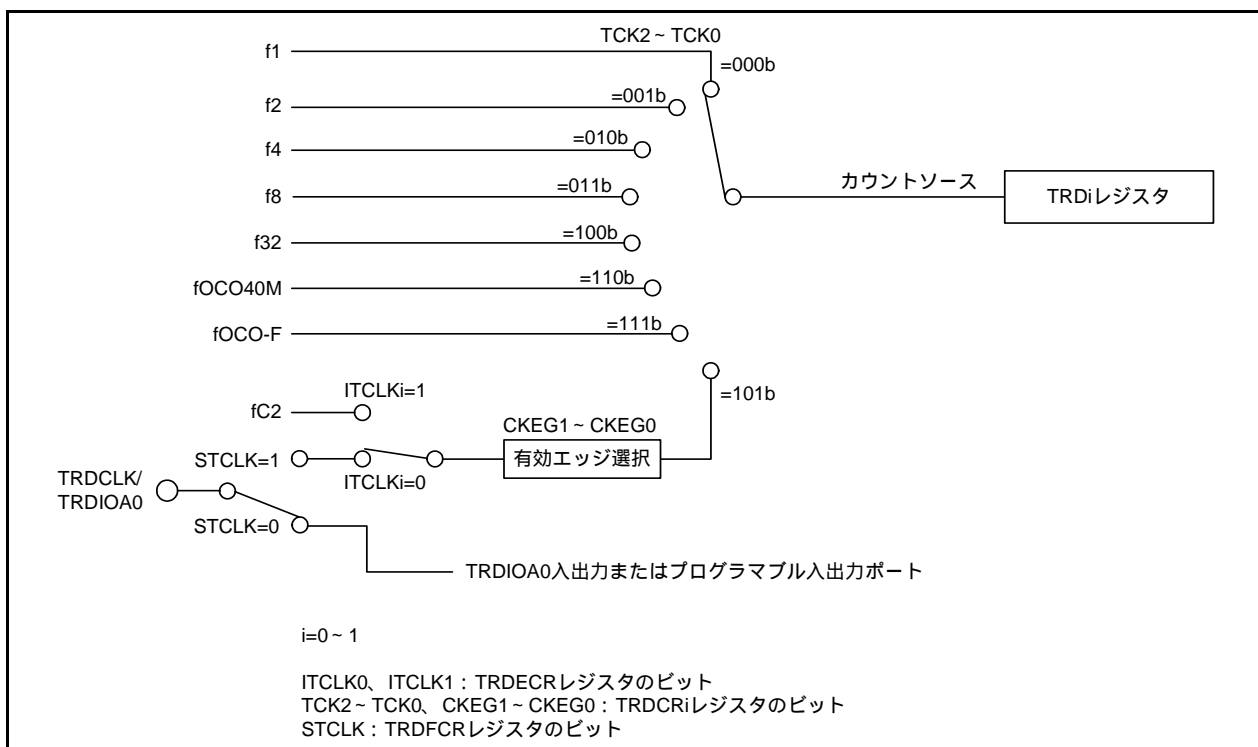 TCK2～TCK0
f1
=000b
f2
=001b
f4
=010b
f8
=011b
カウントソース
TRDiレジスタ
f32
=100b
fOCO40M
=110b
fOCO-F
=111b
=101b
fC2
ITCLKi=1
CKEG1～CKEG0
STCLK=1
有効エッジ選択
ITCLKi=0
TRDCLK/
TRDIOA0
STCLK=0
TRDIOA0入出力またはプログラマブル入出力ポート
i=0～1
ITCLK0、ITCLK1：TRDECRレジスタのビット
TCK2～TCK0、CKEG1～CKEG0：TRDCRiレジスタのビット
STCLK：TRDFCRレジスタのビット